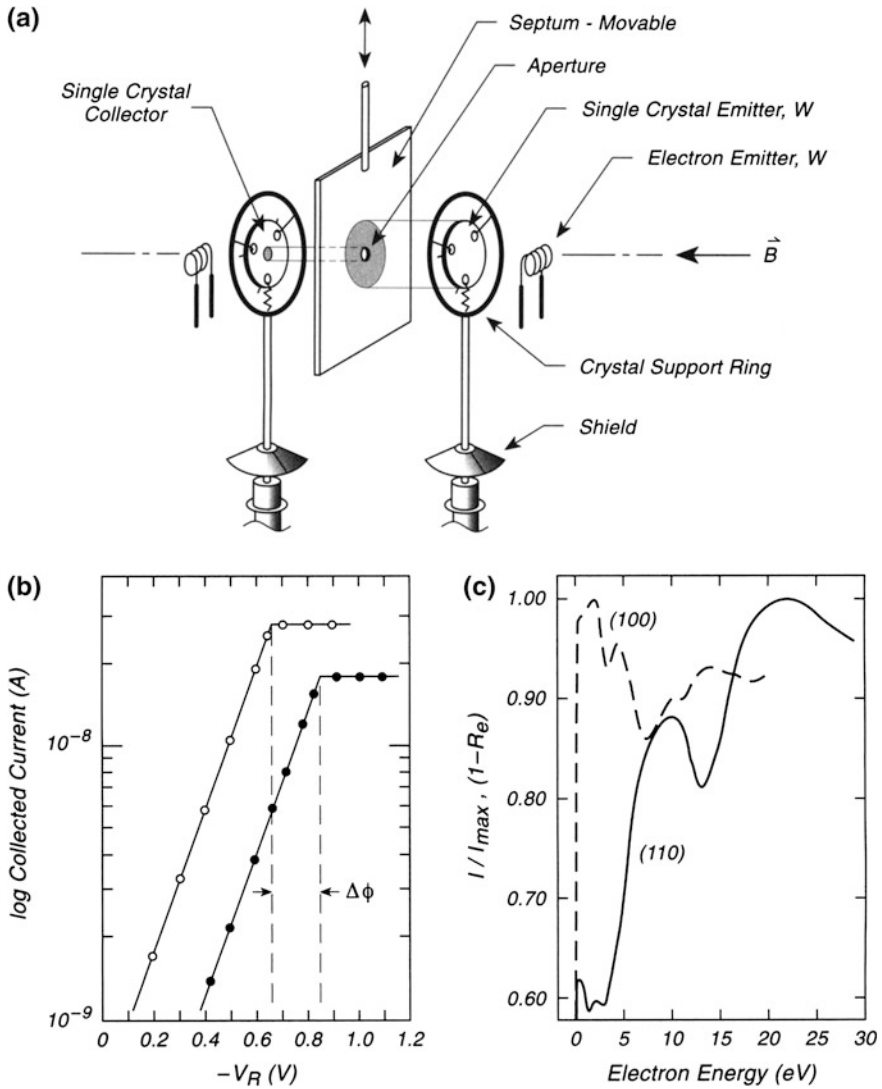 (a)
Septum - Movable
Aperture
Single Crystal
Collector
Single Crystal Emitter, W
Electron Emitter, W
B
Crystal Support Ring
Shield
(b)
log Collected Current (A)
10⁻⁸
10⁻⁹
Δϕ
0 0.2 0.4 0.6 0.8 1.0 1.2
–V_R (V)
(c)
I / I_max , (1–R_e)
1.00
0.90
0.80
0.70
0.60
(100)
(110)
0 5 10 15 20 25 30
Electron Energy (eV)